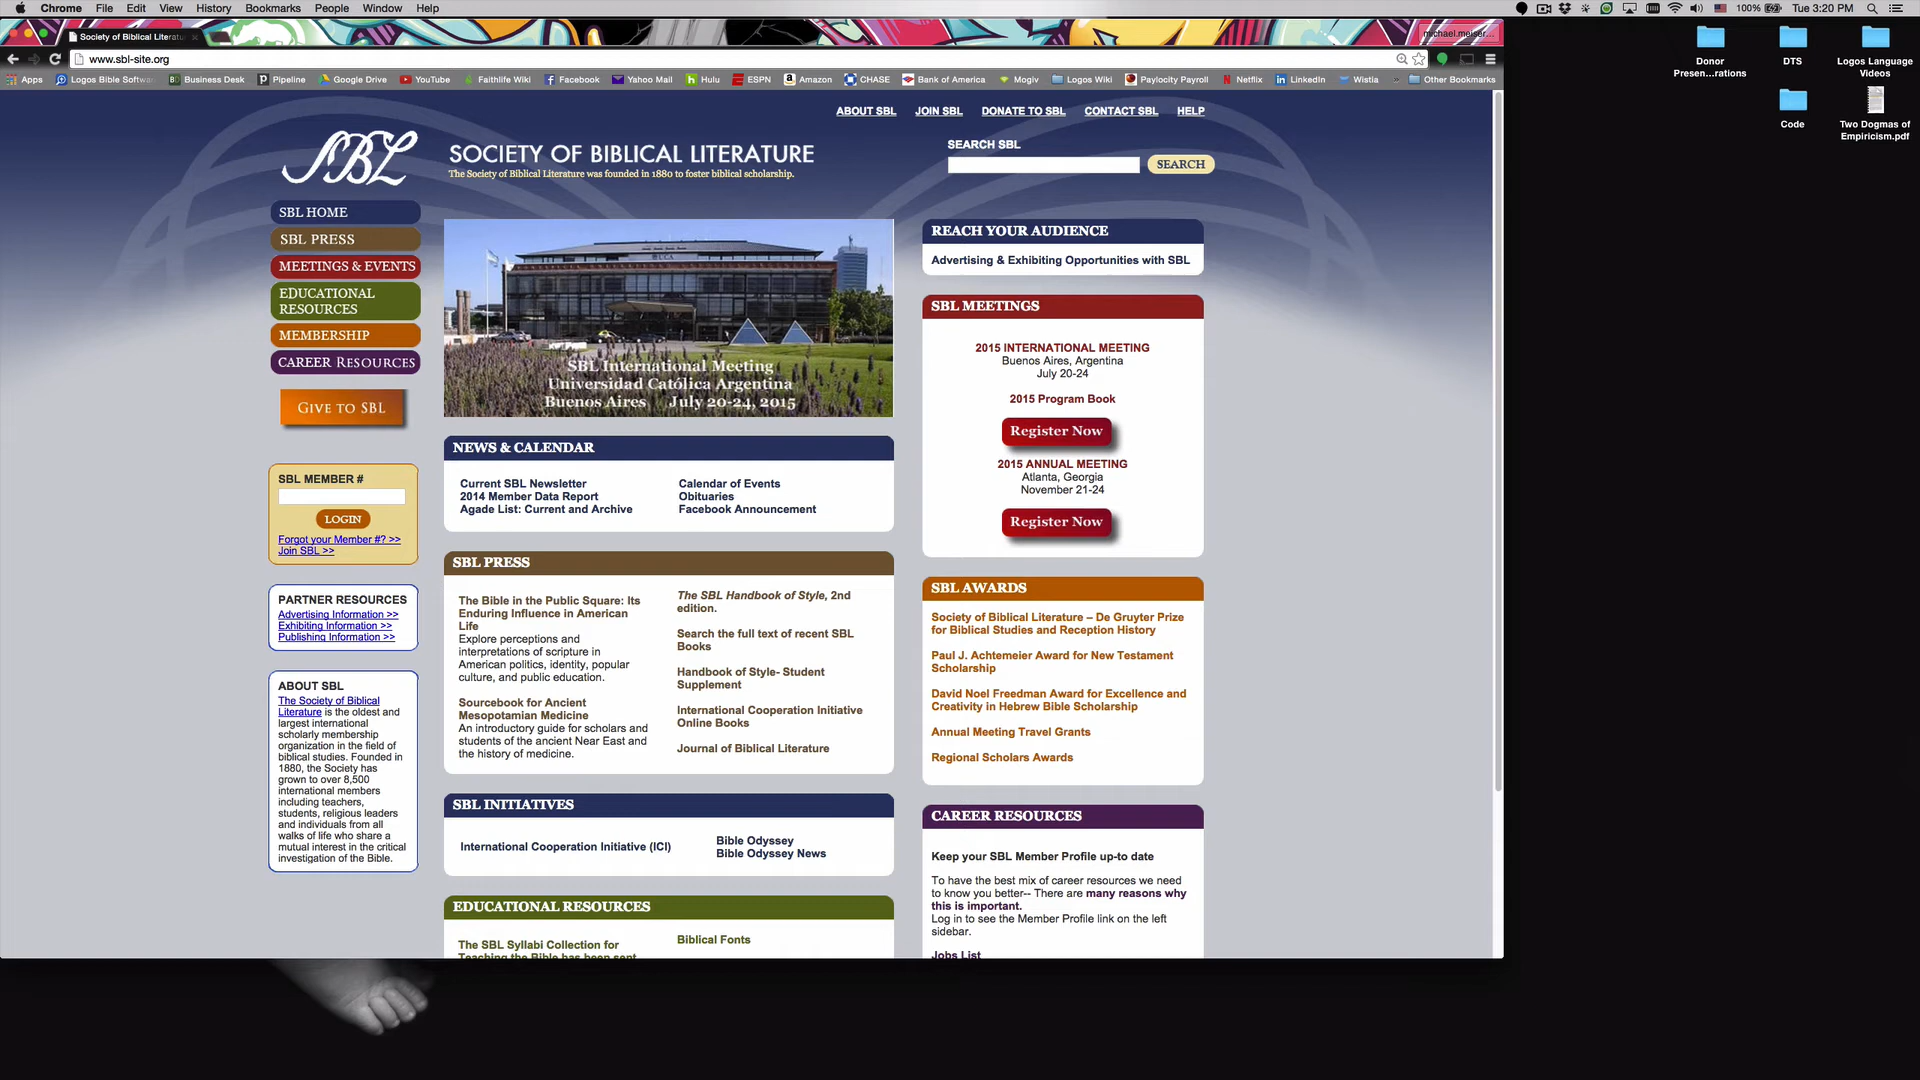 Chrome File Edit View History Bookmarks People Window Help
100% Tue 3:20 PM
Society of Biblical Literatu
michael.meiser...
www.sbl-site.org
Apps Logos Bible Softwa Business Desk Pipeline Google Drive YouTube Faithlife Wiki Facebook Yahoo Mail Hulu ESPN Amazon CHASE Bank of America Mogiv Logos Wiki Paylocity Payroll Netflix LinkedIn Wistia » Other Bookmarks
Donor
Presen...rations
DTS
Logos Language
Videos
Code
Two Dogmas of
Empiricism.pdf
ABOUT SBL JOIN SBL DONATE TO SBL CONTACT SBL HELP
SBL
SOCIETY OF BIBLICAL LITERATURE
The Society of Biblical Literature was founded in 1880 to foster biblical scholarship.
SEARCH SBL
SEARCH
SBL HOME
SBL PRESS
MEETINGS & EVENTS
EDUCATIONAL
RESOURCES
MEMBERSHIP
CAREER RESOURCES
GIVE TO SBL
SBL MEMBER #
LOGIN
Forgot your Member #? >>
Join SBL >>
PARTNER RESOURCES
Advertising Information >>
Exhibiting Information >>
Publishing Information >>
ABOUT SBL
The Society of Biblical
Literature is the oldest and
largest international
scholarly membership
organization in the field of
biblical studies. Founded in
1880, the Society has
grown to over 8,500
international members
including teachers,
students, religious leaders
and individuals from all
walks of life who share a
mutual interest in the critical
investigation of the Bible.
UCA
SBL International Meeting
Universidad Católica Argentina
Buenos Aires July 20-24, 2015
NEWS & CALENDAR
Current SBL Newsletter
2014 Member Data Report
Agade List: Current and Archive
Calendar of Events
Obituaries
Facebook Announcement
SBL PRESS
The Bible in the Public Square: Its
Enduring Influence in American
Life
Explore perceptions and
interpretations of scripture in
American politics, identity, popular
culture, and public education.
Sourcebook for Ancient
Mesopotamian Medicine
An introductory guide for scholars and
students of the ancient Near East and
the history of medicine.
The SBL Handbook of Style, 2nd
edition.
Search the full text of recent SBL
Books
Handbook of Style- Student
Supplement
International Cooperation Initiative
Online Books
Journal of Biblical Literature
SBL INITIATIVES
International Cooperation Initiative (ICI)
Bible Odyssey
Bible Odyssey News
EDUCATIONAL RESOURCES
The SBL Syllabi Collection for
Teaching the Bible has been sent
Biblical Fonts
REACH YOUR AUDIENCE
Advertising & Exhibiting Opportunities with SBL
SBL MEETINGS
2015 INTERNATIONAL MEETING
Buenos Aires, Argentina
July 20-24
2015 Program Book
Register Now
2015 ANNUAL MEETING
Atlanta, Georgia
November 21-24
Register Now
SBL AWARDS
Society of Biblical Literature – De Gruyter Prize
for Biblical Studies and Reception History
Paul J. Achtemeier Award for New Testament
Scholarship
David Noel Freedman Award for Excellence and
Creativity in Hebrew Bible Scholarship
Annual Meeting Travel Grants
Regional Scholars Awards
CAREER RESOURCES
Keep your SBL Member Profile up-to date
To have the best mix of career resources we need
to know you better-- There are many reasons why
this is important.
Log in to see the Member Profile link on the left
sidebar.
Jobs List